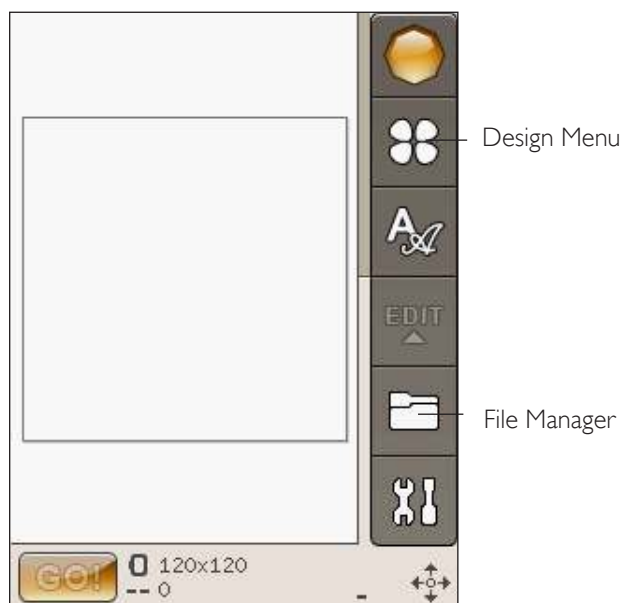 Design Menu
A A
EDIT
File Manager
GO!
120x120
-- 0